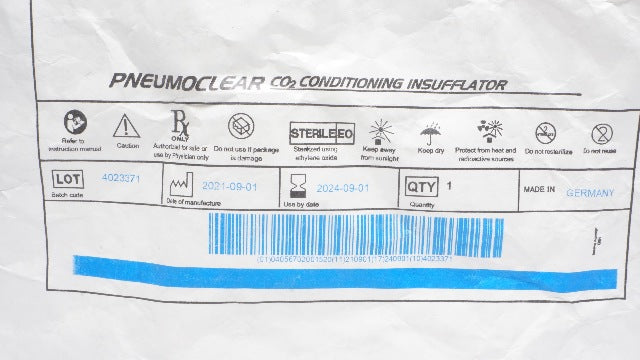 PNEUMOCLEAR CO2 CONDITIONING INSUFFLATOR
Refer to instruction manual
Caution
Rx ONLY
Authorized for sale or use by Physician only
Do not use if package is damage
STERILE EO
Sterilized using ethylene oxide
Keep away from sunlight
Keep dry
Protect from heat and radioactive sources
Do not resterilize
Do not reuse
LOT 4023371
Batch code
2021-09-01
Date of manufacture
2024-09-01
Use by date
QTY 1
Quantity
MADE IN GERMANY